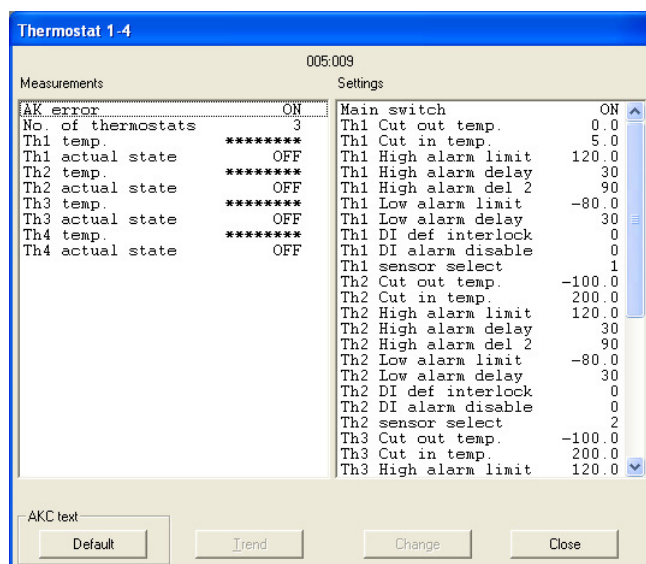 Thermostat 1-4
005:009
Measurements
AK error ON
No. of thermostats 3
Th1 temp. ********
Th1 actual state OFF
Th2 temp. ********
Th2 actual state OFF
Th3 temp. ********
Th3 actual state OFF
Th4 temp. ********
Th4 actual state OFF
Settings
Main switch ON
Th1 Cut out temp. 0.0
Th1 Cut in temp. 5.0
Th1 High alarm limit 120.0
Th1 High alarm delay 30
Th1 High alarm del 2 90
Th1 Low alarm limit -80.0
Th1 Low alarm delay 30
Th1 DI def interlock 0
Th1 DI alarm disable 0
Th1 sensor select 1
Th2 Cut out temp. -100.0
Th2 Cut in temp. 200.0
Th2 High alarm limit 120.0
Th2 High alarm delay 30
Th2 High alarm del 2 90
Th2 Low alarm limit -80.0
Th2 Low alarm delay 30
Th2 DI def interlock 0
Th2 DI alarm disable 0
Th2 sensor select 2
Th3 Cut out temp. -100.0
Th3 Cut in temp. 200.0
Th3 High alarm limit 120.0
AKC text
Default
Trend
Change
Close